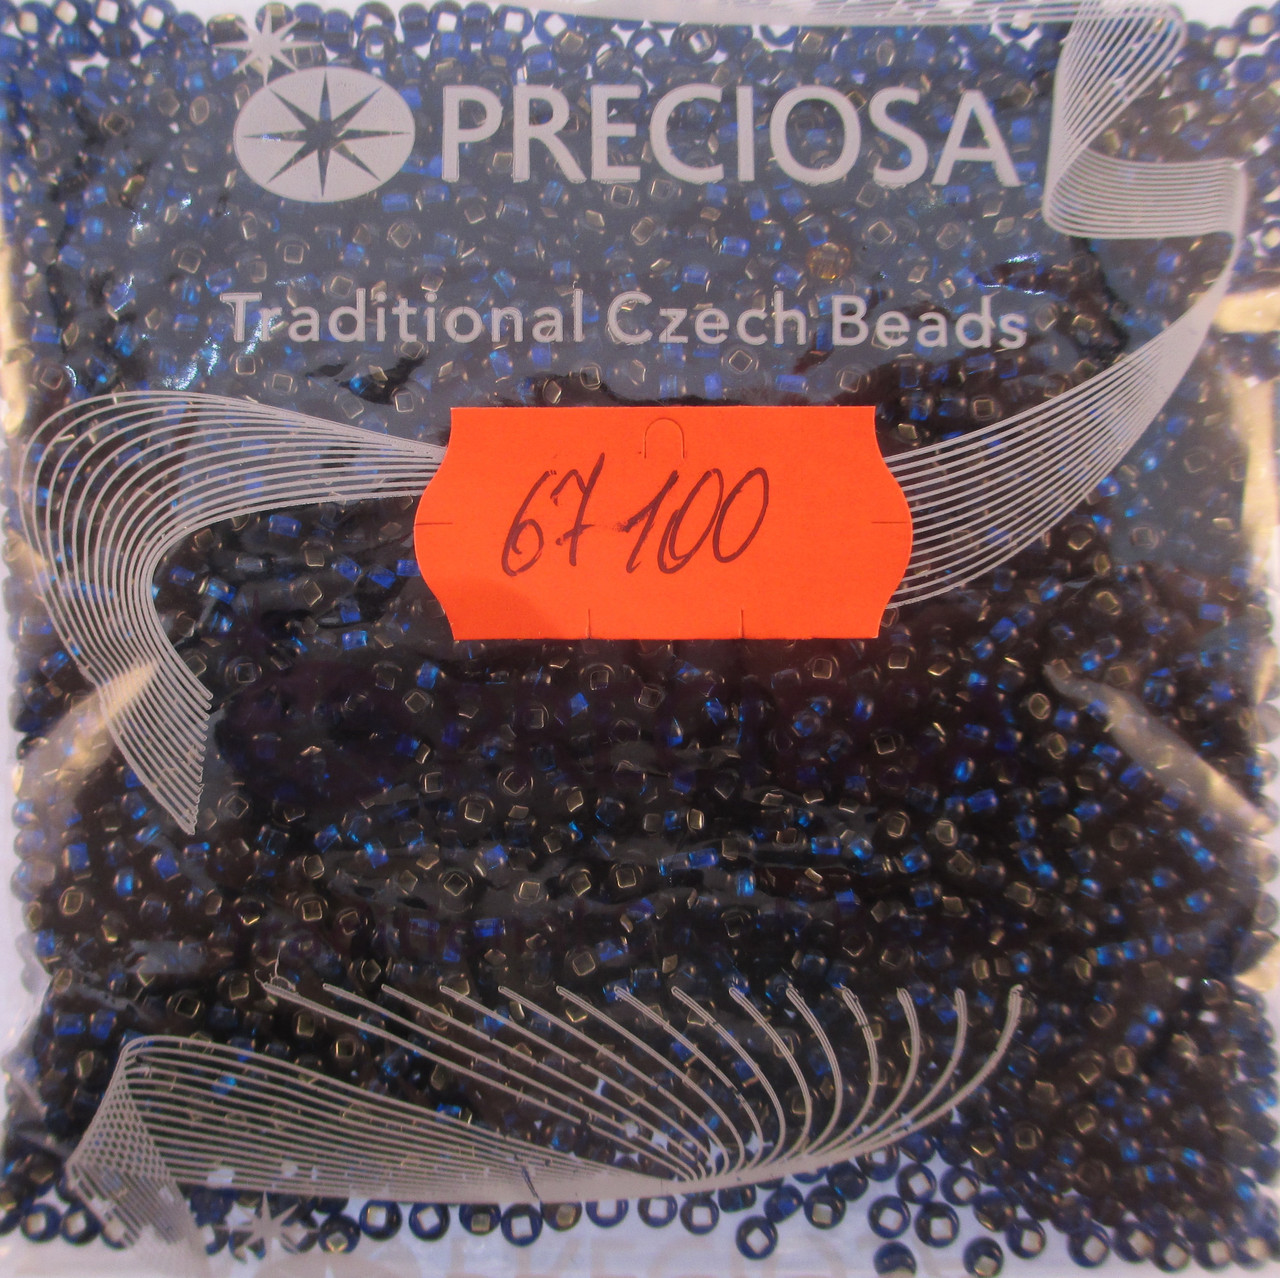 PRECIOSA
Traditional Czech Beads
67100